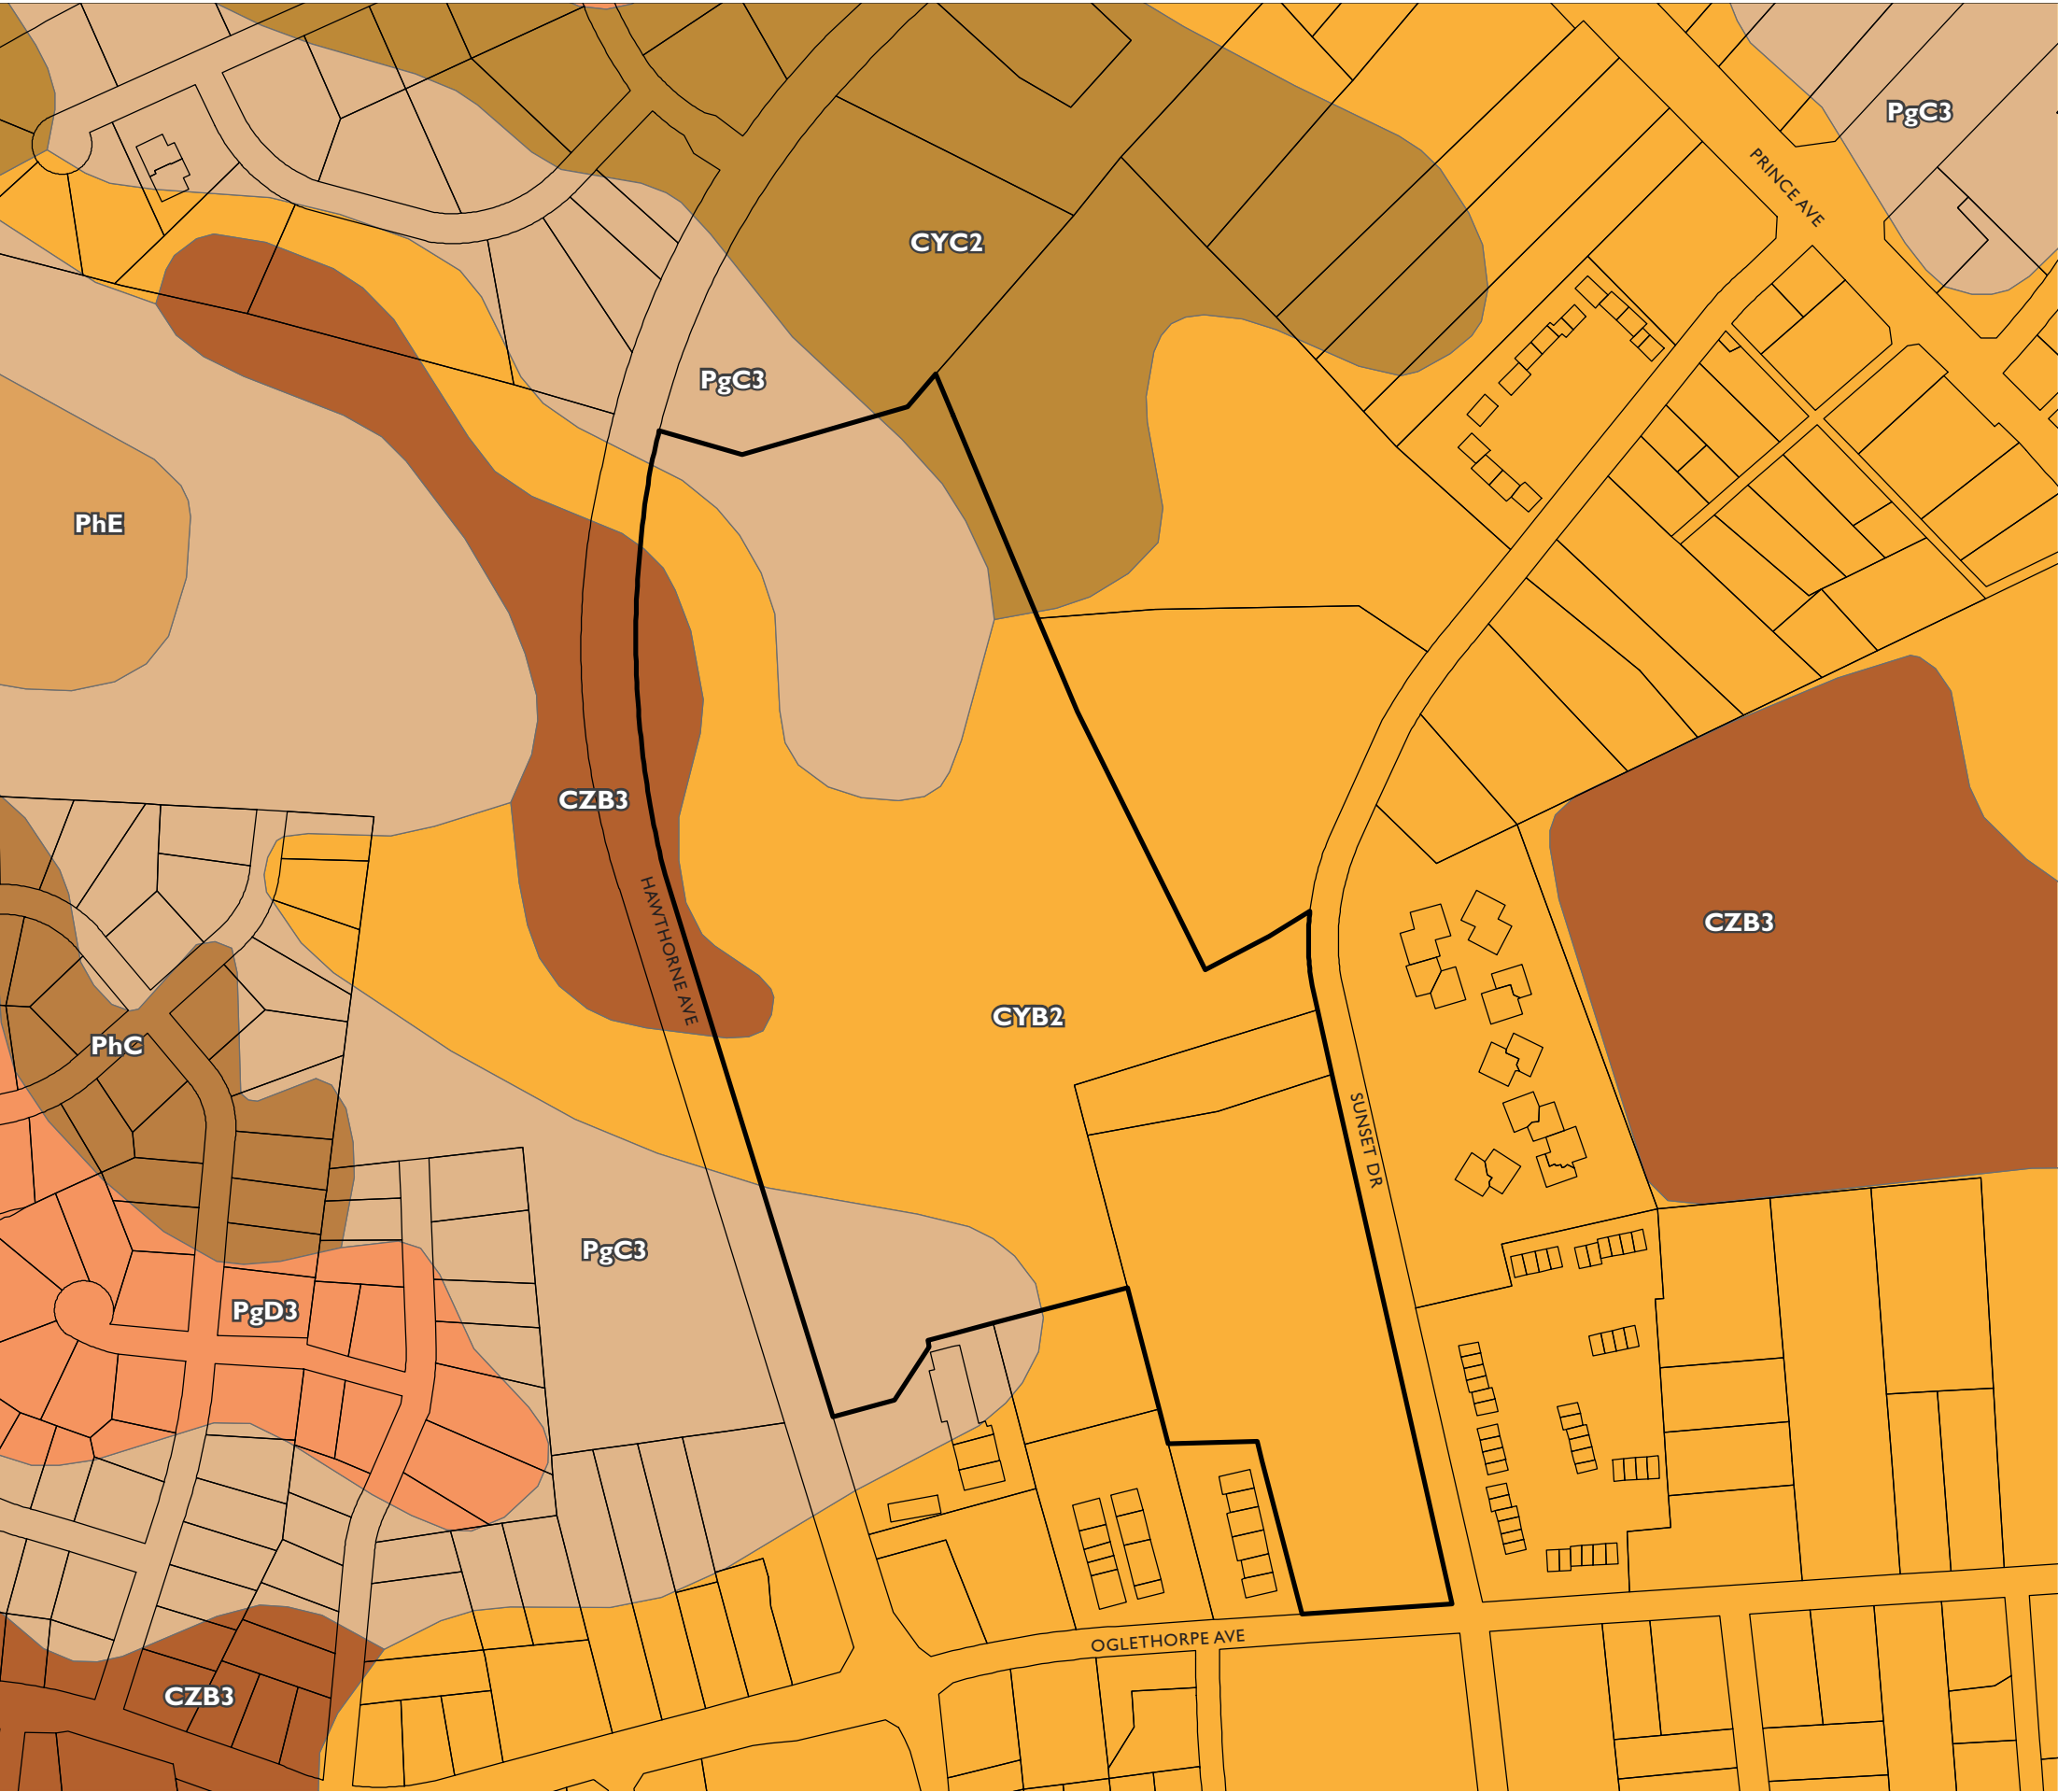 PgC3
PRINCE AVE
CYC2
PgC3
PhE
CZB3
HAWTHORNE AVE
CZB3
CYB2
PhC
SUNSET DR
PgC3
PgD3
OGLETHORPE AVE
CZB3